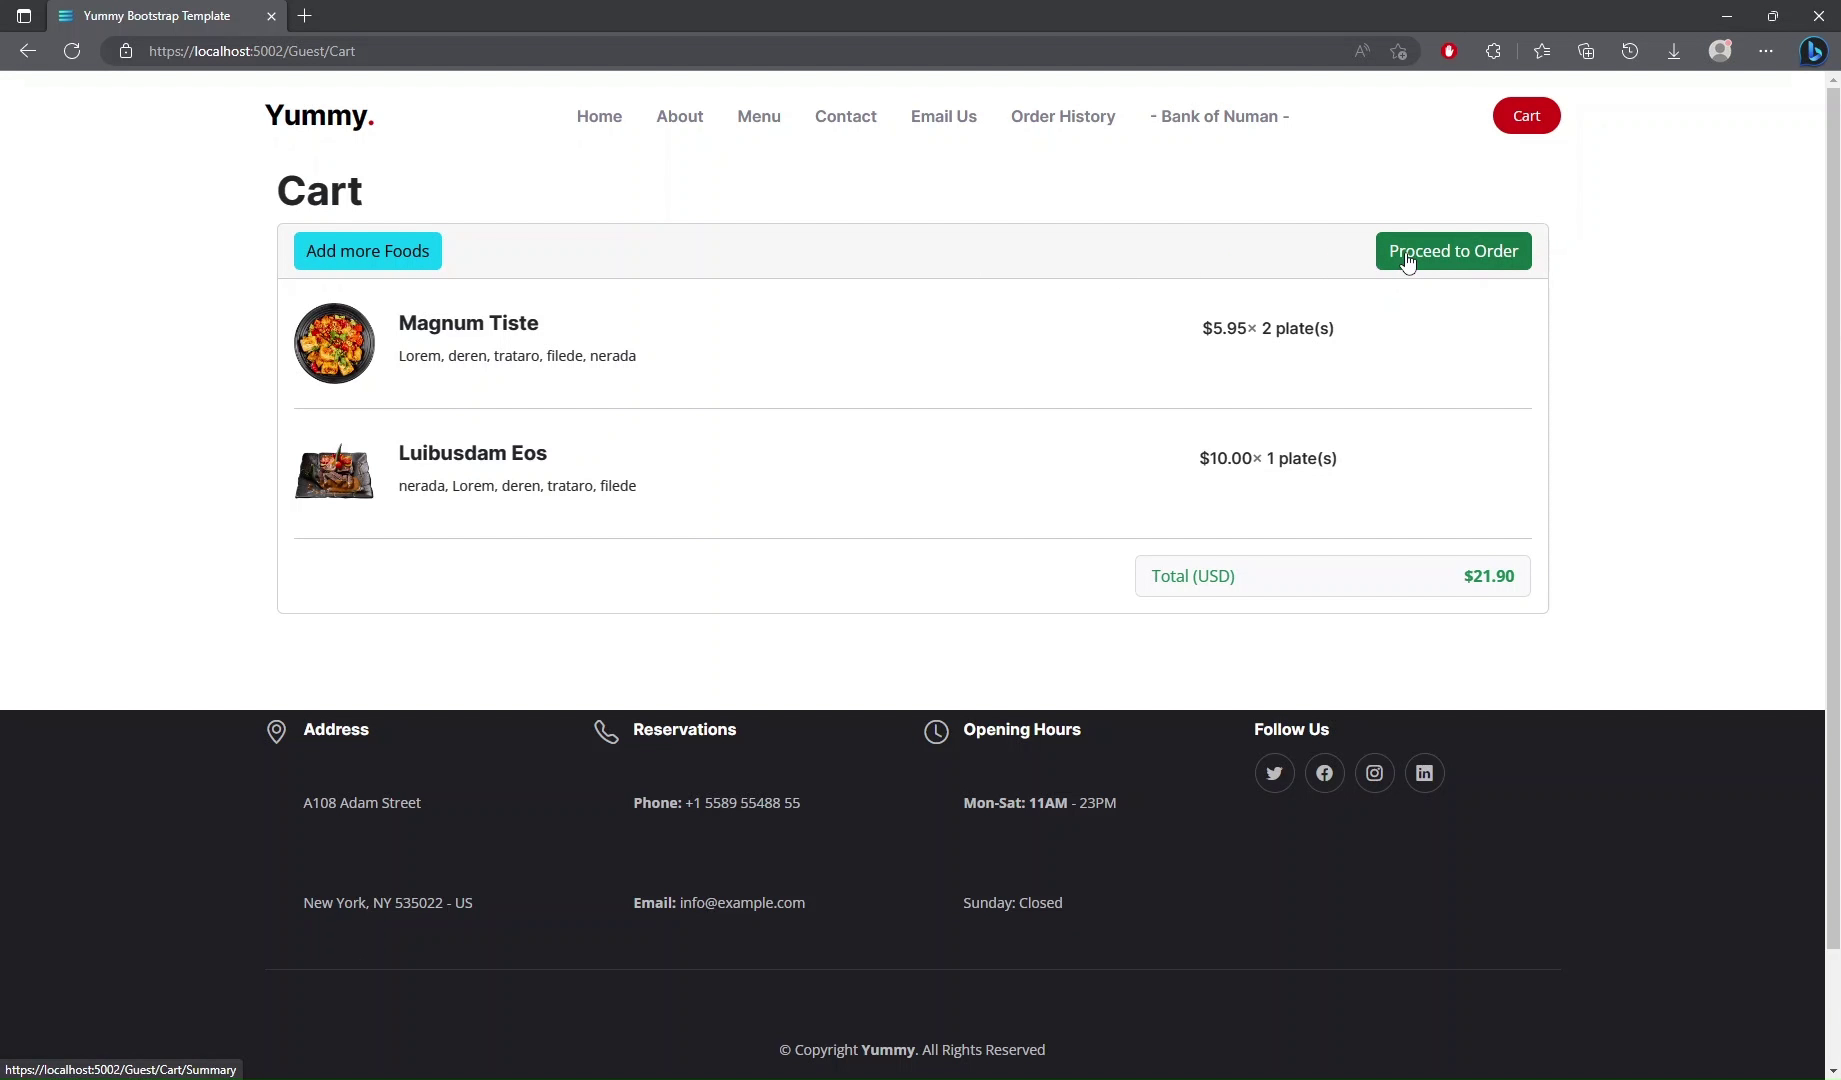 Yummy Bootstrap Template
https://localhost:5002/Guest/Cart
Yummy.
Home
About
Menu
Contact
Email Us
Order History
- Bank of Numan -
Cart
Cart
Add more Foods
Proceed to Order
Magnum Tiste
$5.95× 2 plate(s)
Lorem, deren, trataro, filede, nerada
Luibusdam Eos
$10.00× 1 plate(s)
nerada, Lorem, deren, trataro, filede
Total (USD)
$21.90
Address
Reservations
Opening Hours
Follow Us
A108 Adam Street
Phone: +1 5589 55488 55
Mon-Sat: 11AM - 23PM
New York, NY 535022 - US
Email: info@example.com
Sunday: Closed
© Copyright Yummy. All Rights Reserved
https://localhost:5002/Guest/Cart/Summary